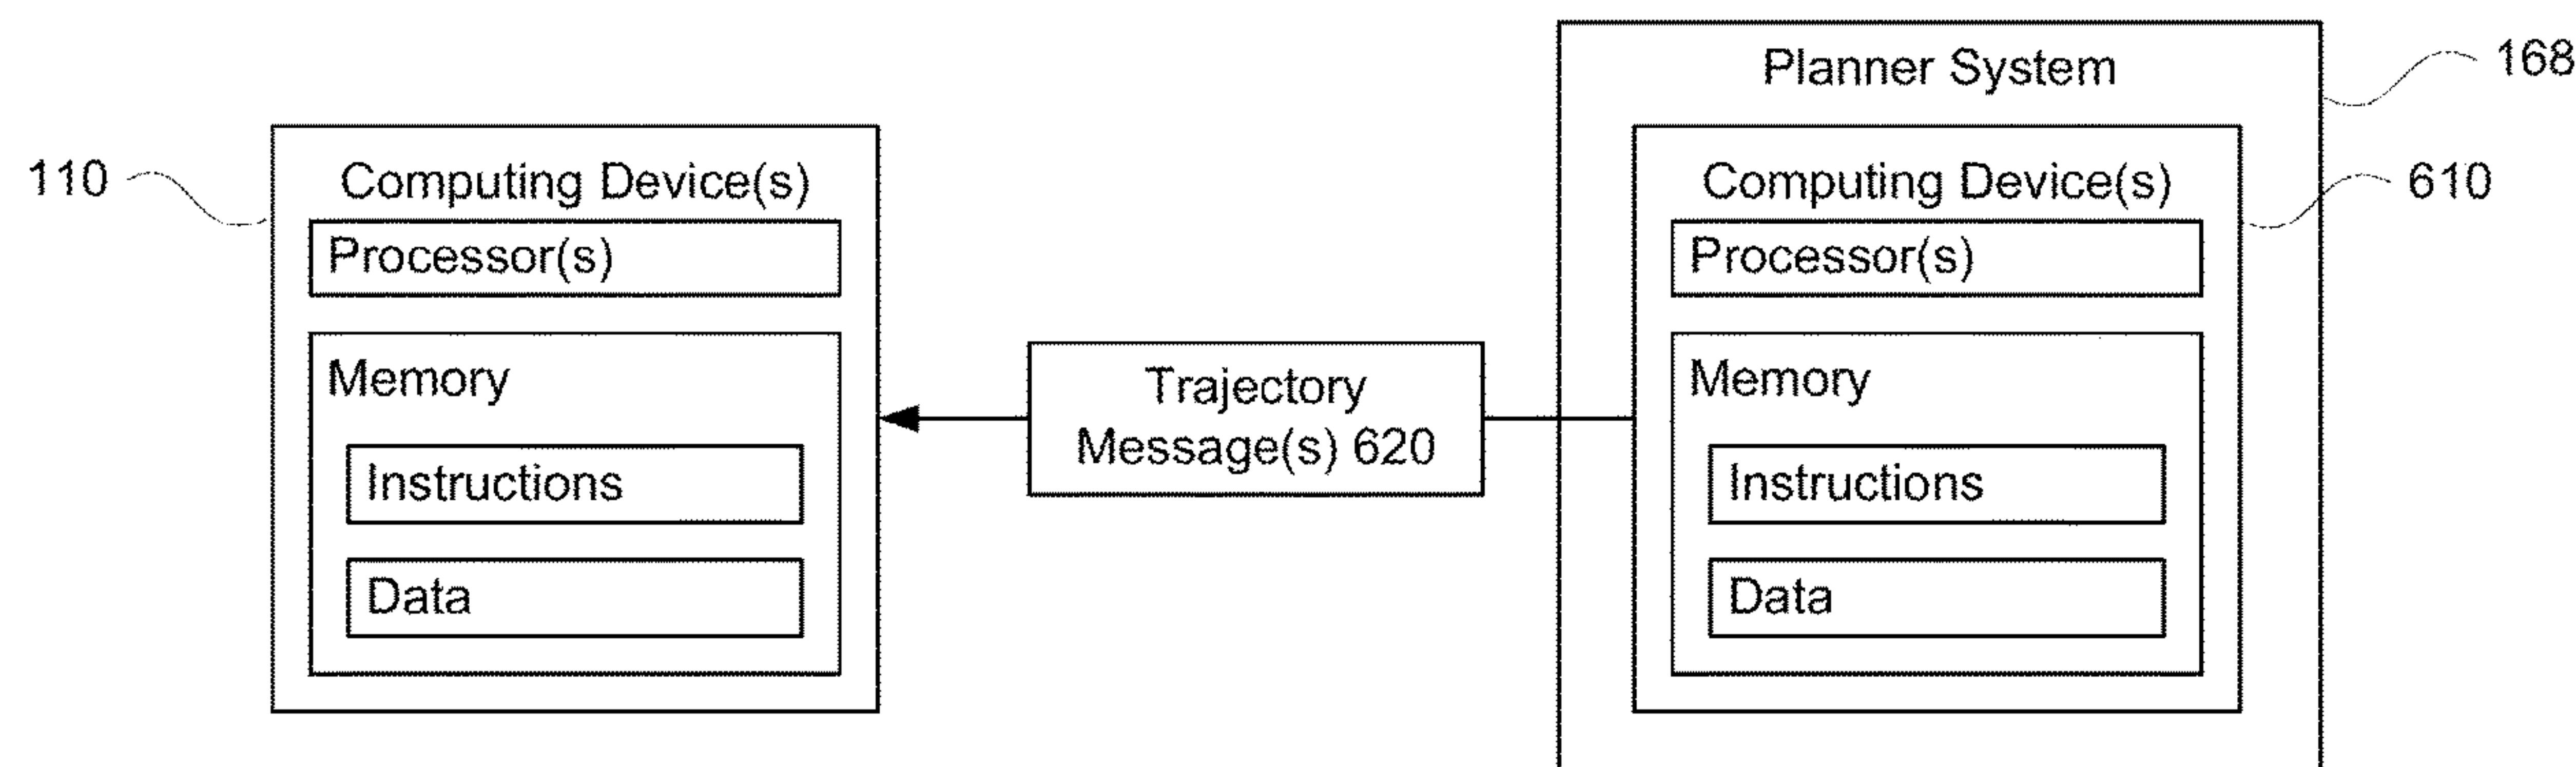 110
Computing Device(s)
Processor(s)
Memory
Instructions
Data
Trajectory
Message(s) 620
Planner System
168
Computing Device(s)
610
Processor(s)
Memory
Instructions
Data